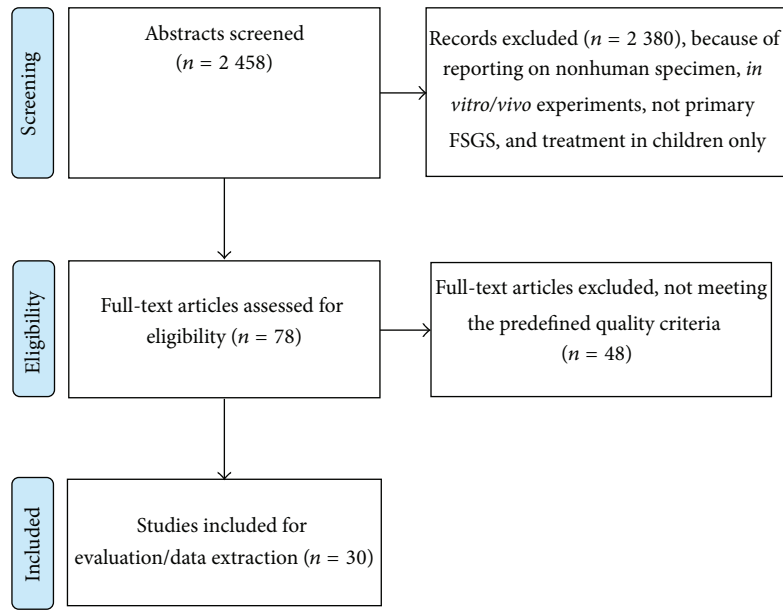 Screening
Abstracts screened
(n = 2 458)
Records excluded (n = 2 380), because of
reporting on nonhuman specimen, in
vitro/vivo experiments, not primary
FSGS, and treatment in children only
Eligibility
Full-text articles assessed for
eligibility (n = 78)
Full-text articles excluded, not meeting
the predefined quality criteria
(n = 48)
Included
Studies included for
evaluation/data extraction (n = 30)